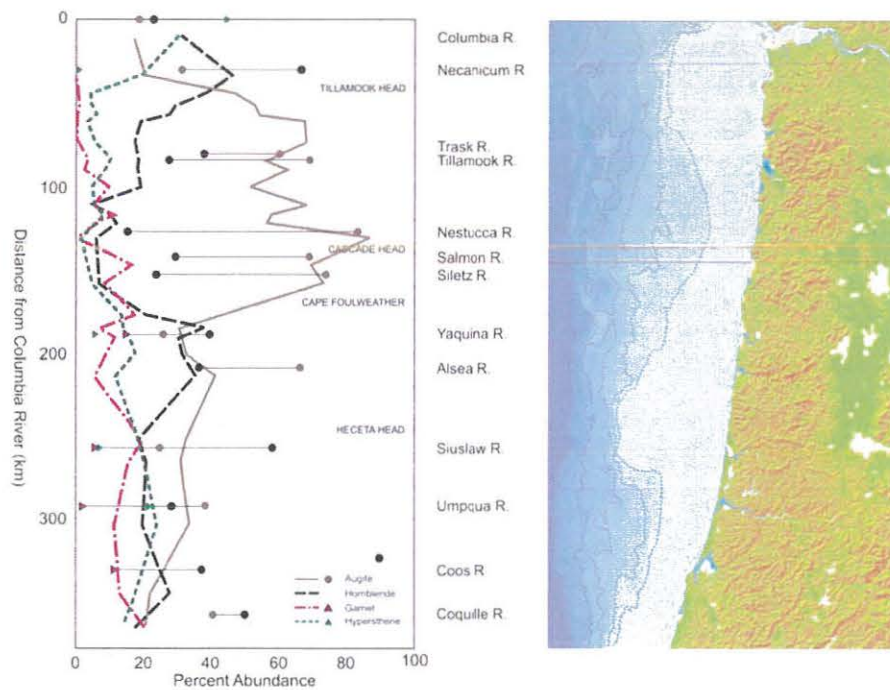 0
100
200
300
Distance from Columbia River (km)
0
20
40
60
80
100
Percent Abundance
TILLAMOOK HEAD
CASCADE HEAD
CAPE FOULWEATHER
HECETA HEAD
Augite
Hornblende
Garnet
Hypersthene
Columbia R.
Necanicum R
Trask R.
Tillamook R.
Nestucca R.
Salmon R.
Siletz R.
Yaquina R.
Alsea R.
Siuslaw R.
Umpqua R.
Coos R
Coquille R.